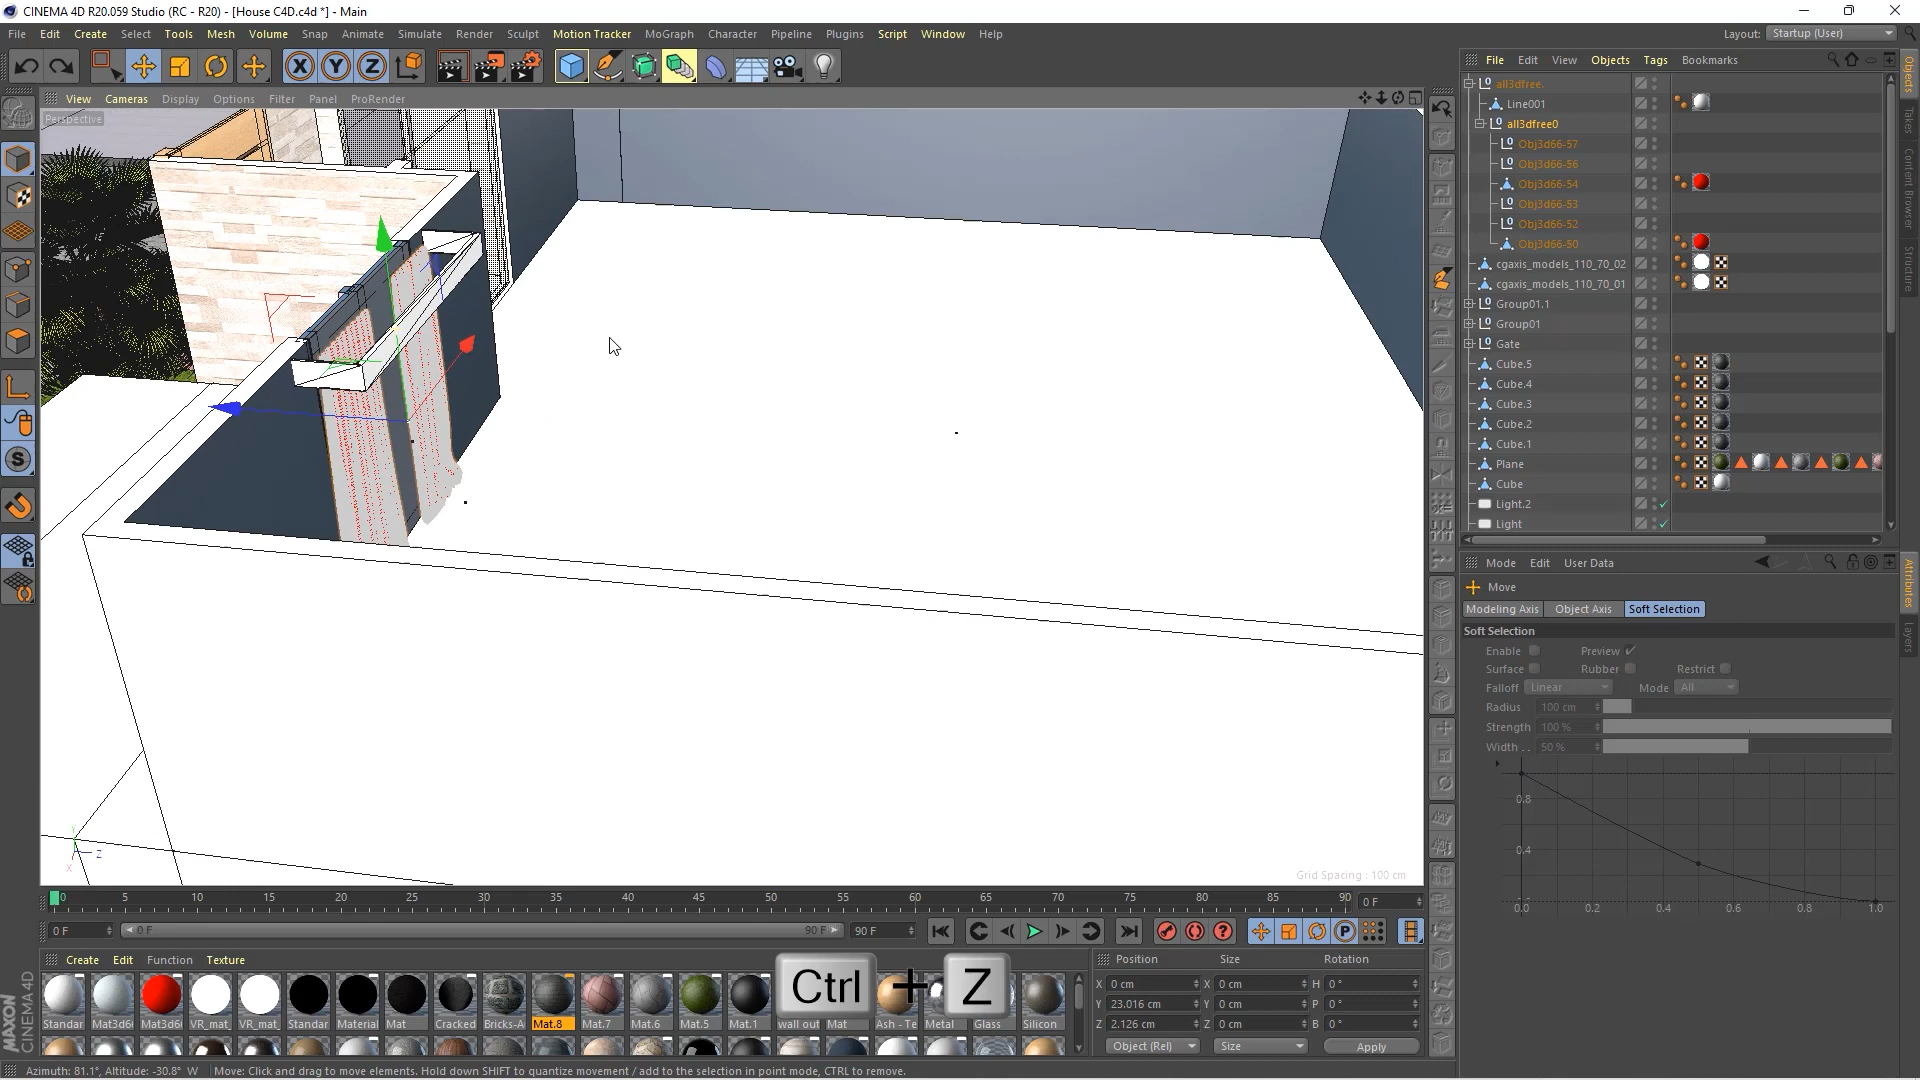 CINEMA 4D R20.059 Studio (RC - R20) - [House C4D.c4d *] - Main
File Edit Create Select Tools Mesh Volume Snap Animate Simulate Render Sculpt Motion Tracker MoGraph Character Pipeline Plugins Script Window Help
Layout: Startup (User)
X Y Z
File Edit View Objects Tags Bookmarks
View Cameras Display Options Filter Panel ProRender
Perspective
all3dfree.
Line001
all3dfree0
Obj3d66-57
Obj3d66-56
Obj3d66-54
Obj3d66-53
Obj3d66-52
Obj3d66-50
cgaxis_models_110_70_02
cgaxis_models_110_70_01
Group01.1
Group01
Gate
Cube.5
Cube.4
Cube.3
Cube.2
Cube.1
Plane
Cube
Light.2
Light
Objects
Takes
Content Browser
Structure
Mode Edit User Data
Move
Modeling Axis Object Axis Soft Selection
Soft Selection
Enable Preview
Surface Rubber Restrict
Falloff Linear Mode All
Radius 100 cm
Strength 100 %
Width . . 50 %
0.8
0.4
0.0 0.2 0.4 0.6 0.8 1.0
Attributes
Layers
Grid Spacing : 100 cm
0 5 10 15 20 25 30 35 40 45 50 55 60 65 70 75 80 85 90 0 F
0 F 0 F 90 F 90 F
Create Edit Function Texture
Ctrl + Z
Standar Mat3d6 Mat3d6 VR_mat VR_mat Standar Material Mat Cracked Bricks-A Mat.8 Mat.7 Mat.6 Mat.5 Mat.1 wall out Mat Ash - Te Metal Glass Silicon
Position Size Rotation
X 0 cm X 0 cm H 0 °
Y 23.016 cm Y 0 cm P 0 °
Z 2.126 cm Z 0 cm B 0 °
Object (Rel) Size Apply
MAXON
CINEMA 4D
Azimuth: 81.1°, Altitude: -30.8° W Move: Click and drag to move elements. Hold down SHIFT to quantize movement / add to the selection in point mode, CTRL to remove.